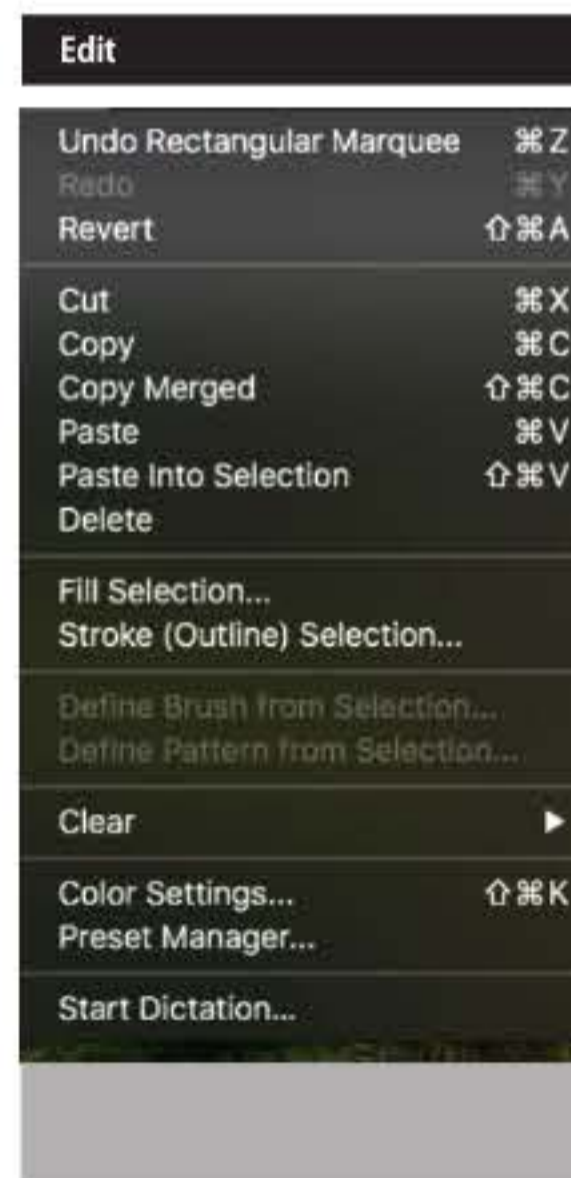 Edit
Undo Rectangular Marquee ⌘Z
Redo ⌘Y
Revert ⇧⌘A
Cut ⌘X
Copy ⌘C
Copy Merged ⇧⌘C
Paste ⌘V
Paste Into Selection ⇧⌘V
Delete
Fill Selection...
Stroke (Outline) Selection...
Define Brush from Selection...
Define Pattern from Selection...
Clear ▶
Color Settings... ⇧⌘K
Preset Manager...
Start Dictation...